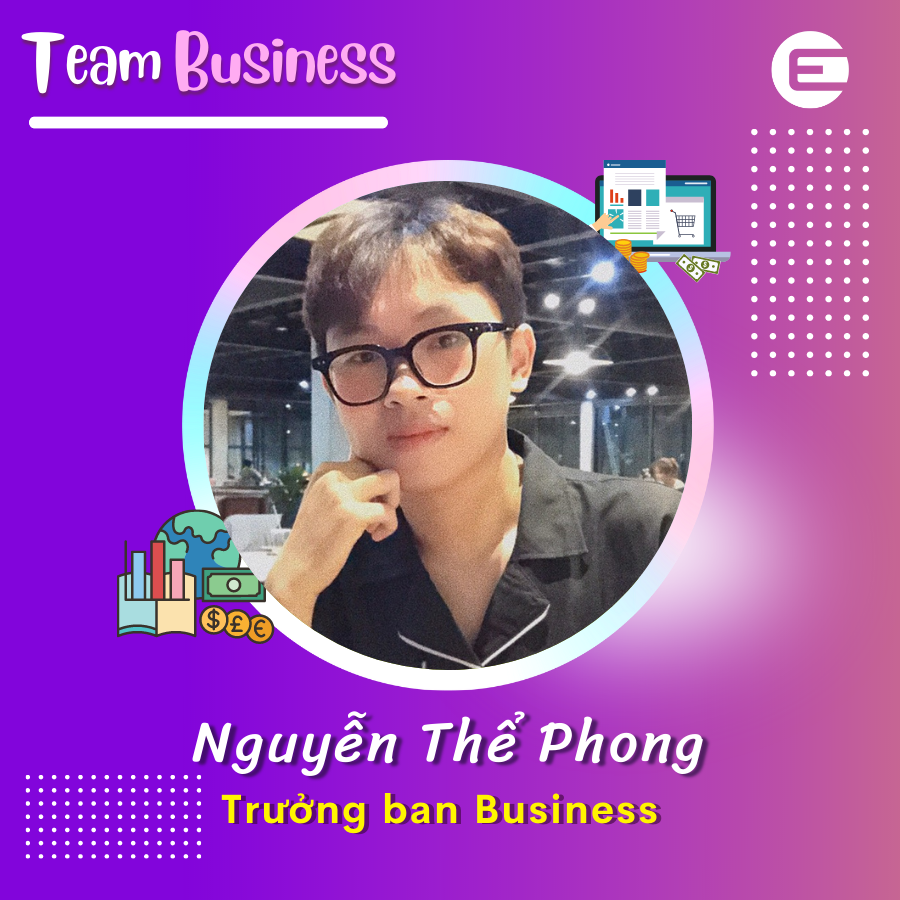 Team Business
E
Nguyễn Thể Phong
Trưởng ban Business
$ £ €